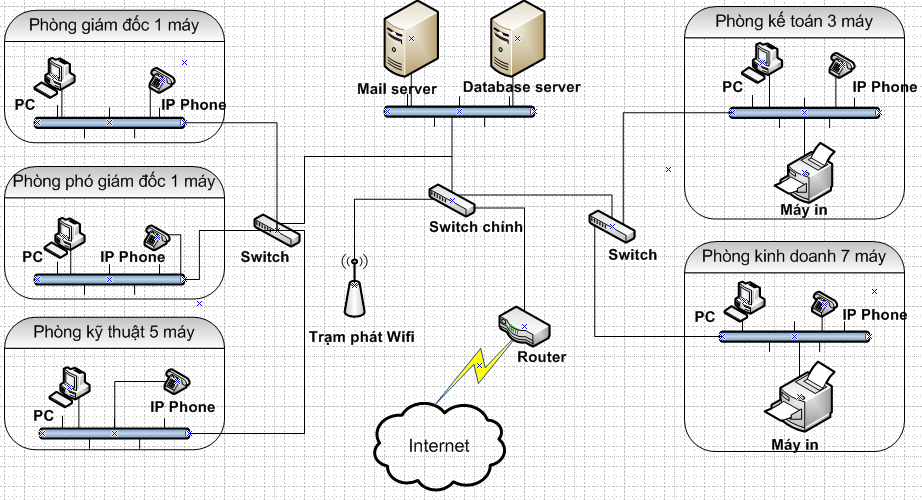 Phòng giám đốc 1 máy
PC
IP Phone
Phòng phó giám đốc 1 máy
PC
IP Phone
Phòng kỹ thuật 5 máy
PC
IP Phone
Switch
Mail server
Database server
Switch chính
Trạm phát Wifi
Router
Internet
Switch
Phòng kế toán 3 máy
PC
IP Phone
Máy in
Phòng kinh doanh 7 máy
PC
IP Phone
Máy in